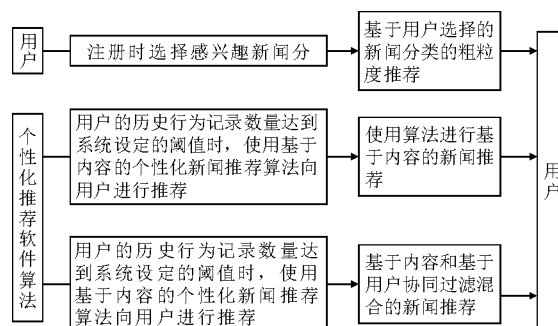 用户
注册时选择感兴趣新闻分
基于用户选择的
新闻分类的粗粒
度推荐
个性化推荐软件算法
用户的历史行为记录数量达到
系统设定的阈值时，使用基于
内容的个性化新闻推荐算法向
用户进行推荐
使用算法进行基
于内容的新闻推
荐
用户
用户的历史行为记录数量达
到系统设定的阈值时，使用
基于内容的个性化新闻推荐
算法向用户进行推荐
基于内容和基于
用户协同过滤混
合的新闻推荐